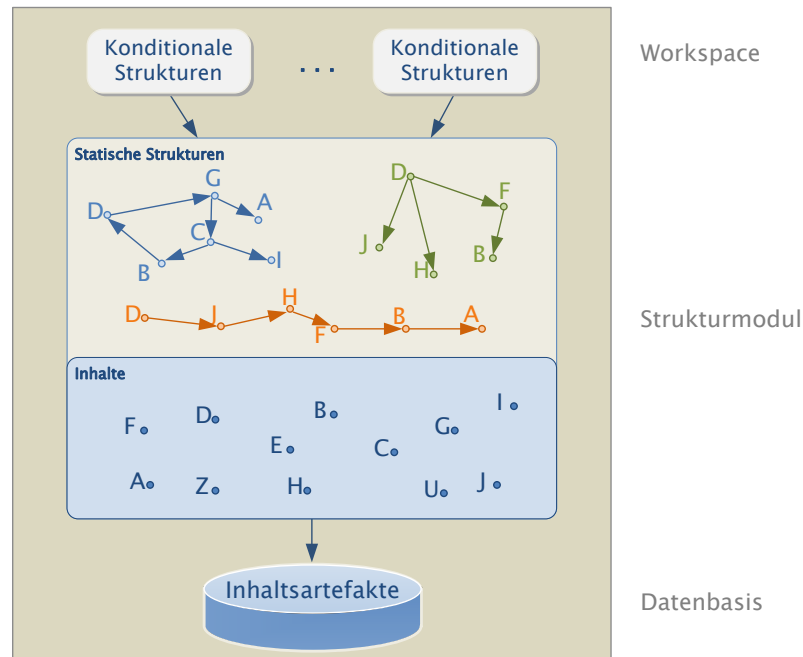 Konditionale
Strukturen
. . .
Konditionale
Strukturen
Workspace
Statische Strukturen
G
A
D
C
I
B
D
F
J
H
B
D
J
H
F
B
A
Strukturmodul
Inhalte
F
D
B
I
E
C
G
A
Z
H
U
J
Inhaltsartefakte
Datenbasis